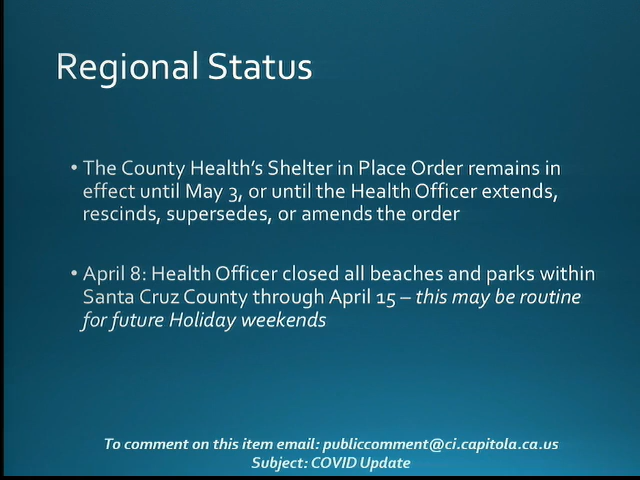 Regional Status
• The County Health's Shelter in Place Order remains in
effect until May 3, or until the Health Officer extends,
rescinds, supersedes, or amends the order
• April 8: Health Officer closed all beaches and parks within
Santa Cruz County through April 15 – this may be routine
for future Holiday weekends
To comment on this item email: publiccomment@ci.capitola.ca.us
Subject: COVID Update